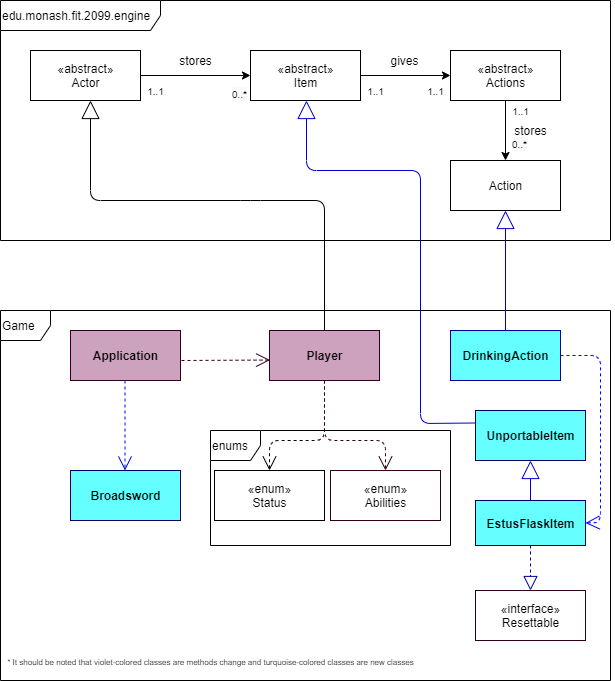 edu.monash.fit.2099.engine
«abstract»
Actor
stores
1..1
0..*
«abstract»
Item
gives
1..1
1..1
«abstract»
Actions
1..1
stores
0..*
Action
Game
Application
Player
DrinkingAction
UnportableItem
enums
Broadsword
«enum»
Status
«enum»
Abilities
EstusFlaskItem
«interface»
Resettable
* It should be noted that violet-colored classes are methods change and turquoise-colored classes are new classes